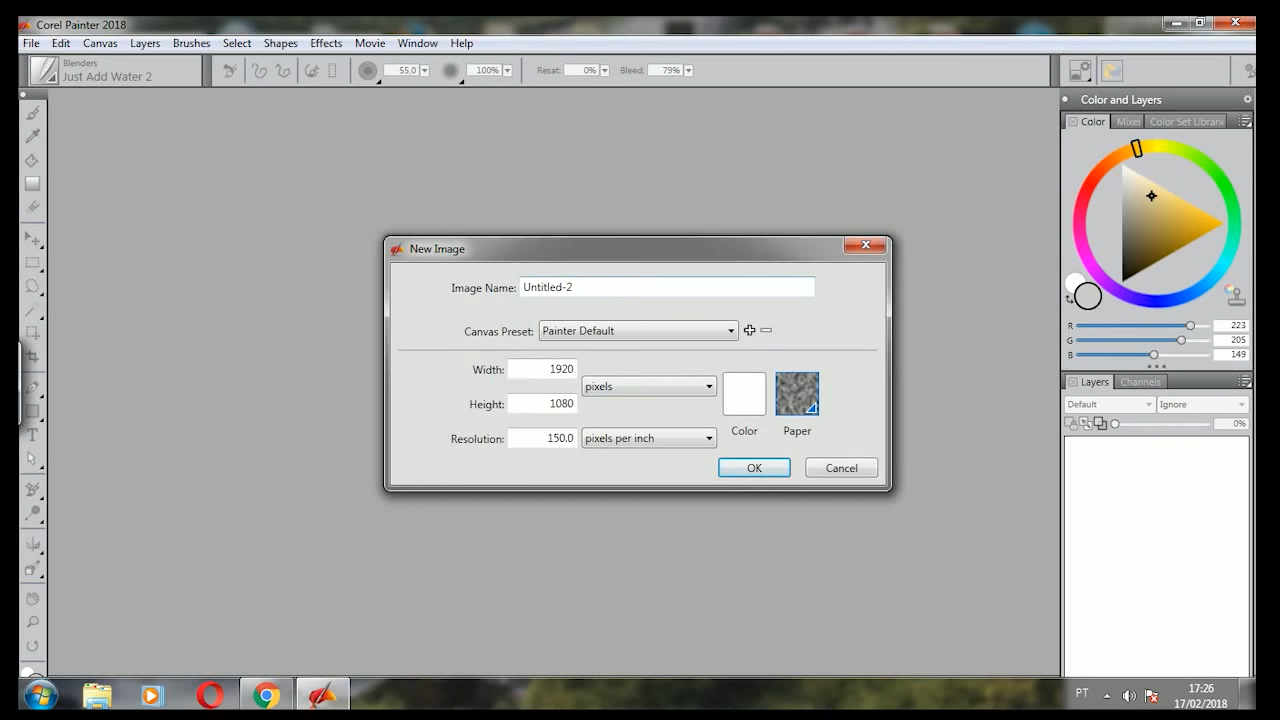 Corel Painter 2018
File Edit Canvas Layers Brushes Select Shapes Effects Movie Window Help
Blenders
Just Add Water 2
55.0
100%
Resat: 0%
Bleed: 79%
Color and Layers
Color Mixer Color Set Librarie
R 223
G 205
B 149
Layers Channels
Default Ignore
0%
New Image
Image Name: Untitled-2
Canvas Preset: Painter Default
Width: 1920
pixels
Height: 1080
Color Paper
Resolution: 150.0 pixels per inch
OK Cancel
PT
17:26
17/02/2018